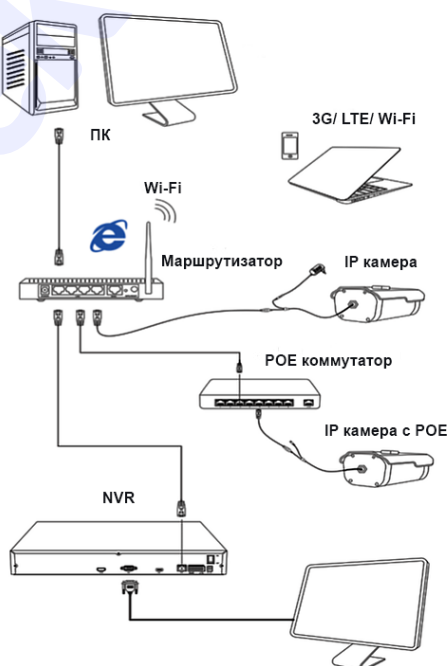 ПК
3G/ LTE/ Wi-Fi
Wi-Fi
Маршрутизатор
IP камера
POE коммутатор
IP камера с POE
NVR